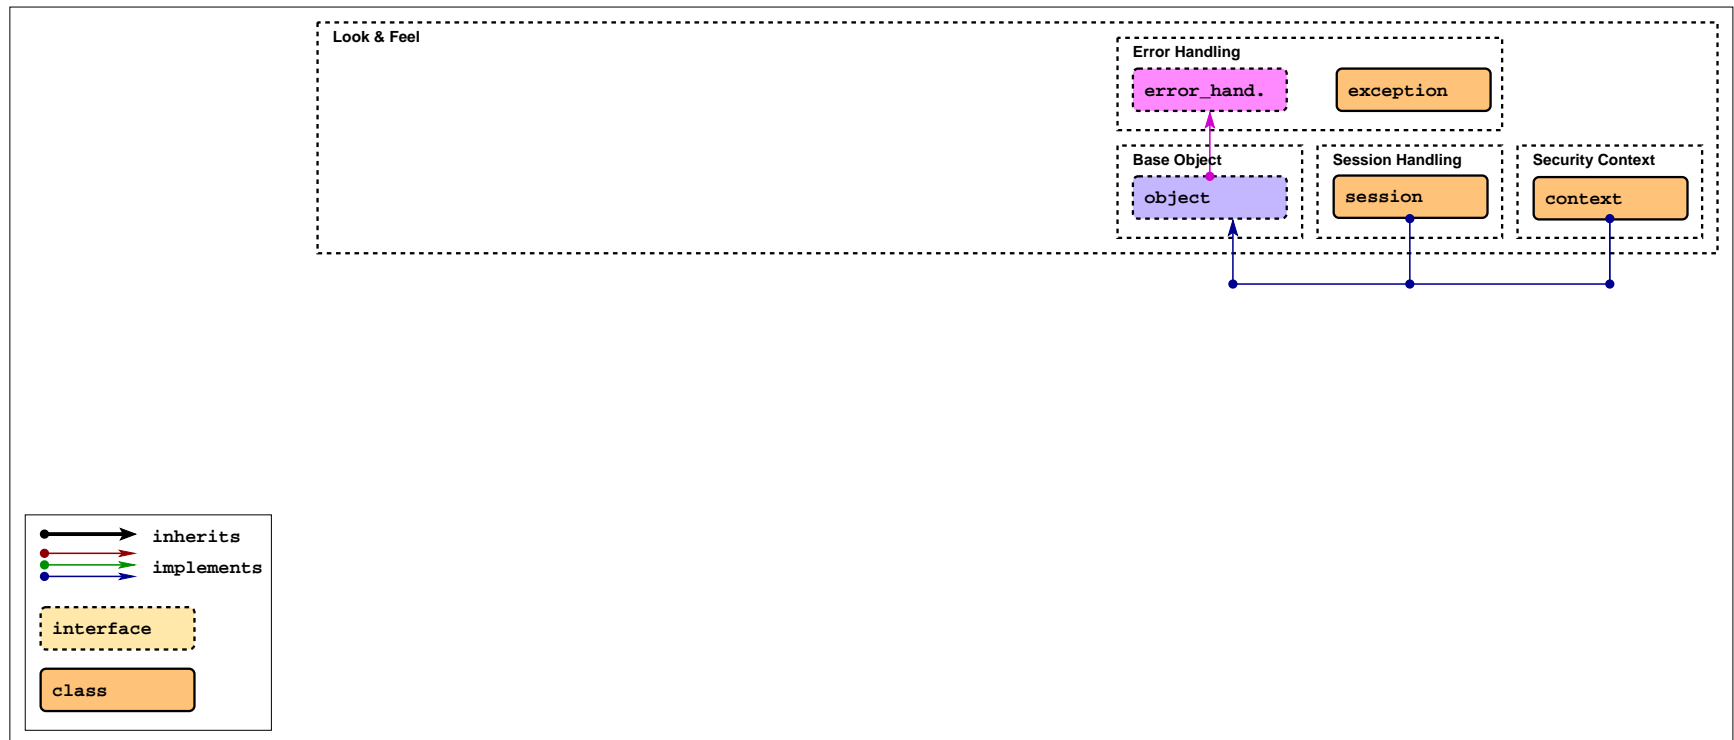 Look & Feel
Error Handling
error_hand.
exception
Base Object
Session Handling
Security Context
object
session
context
inherits
implements
interface
class